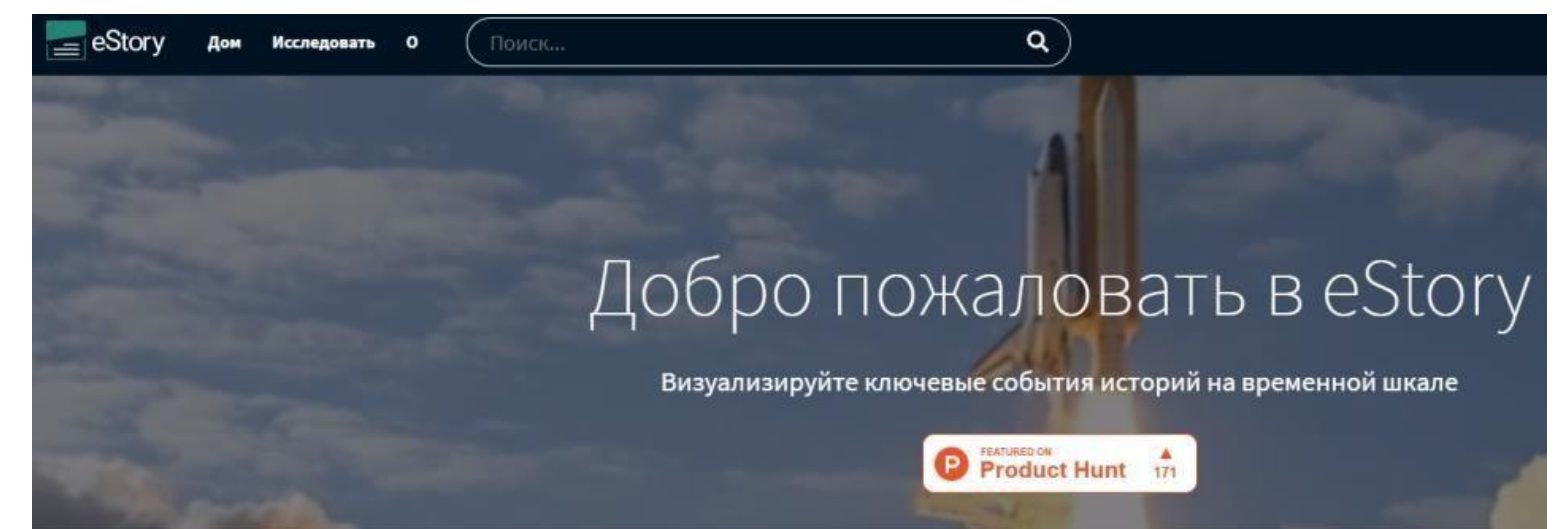 eStory Дом Исследовать О Поиск...
Добро пожаловать в eStory
Визуализируйте ключевые события историй на временной шкале
P FEATURED ON
Product Hunt 171